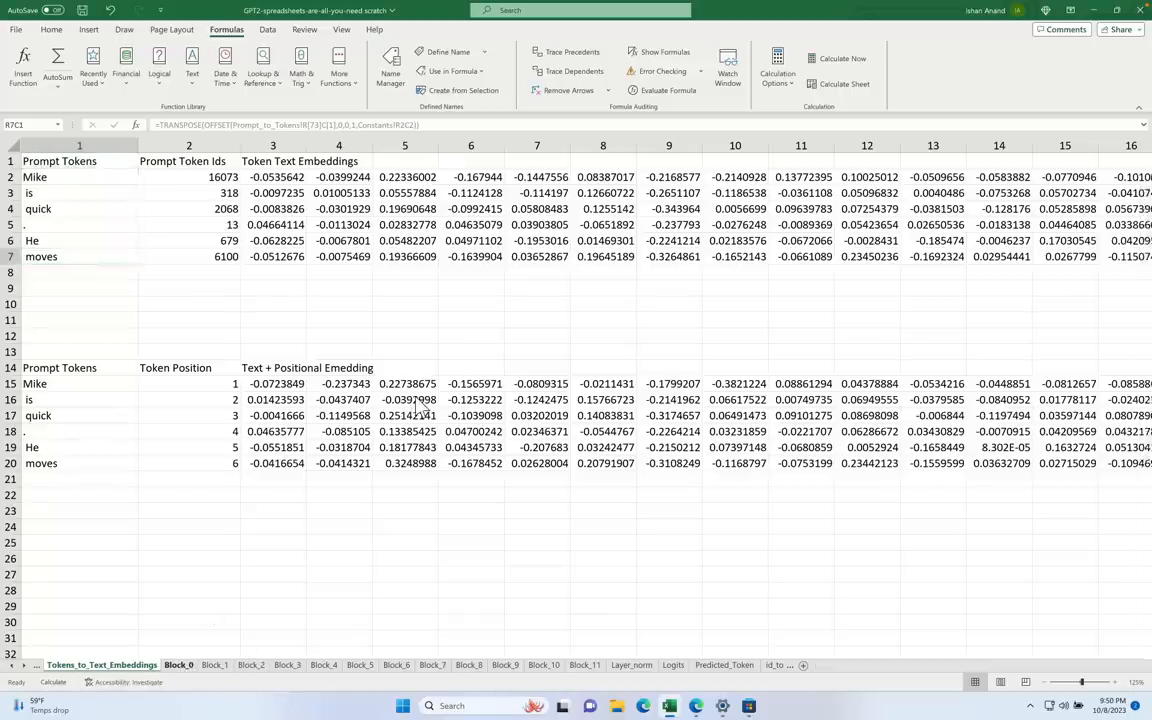 AutoSave Off GPT2-spreadsheets-are-all-you-need scratch Search Ishan Anand IA
File Home Insert Draw Page Layout Formulas Data Review View Help Comments Share
Insert Function AutoSum Recently Used Financial Logical Text Date & Time Lookup & Reference Math & Trig More Functions Name Manager Define Name Use in Formula Create from Selection Trace Precedents Trace Dependents Remove Arrows Show Formulas Error Checking Evaluate Formula Watch Window Calculation Options Calculate Now Calculate Sheet
Function Library Defined Names Formula Auditing Calculation
R7C1 fx =TRANSPOSE(OFFSET(Prompt_to_Tokens!R[73]C[1],0,0,1,Constants!R2C2))
1 2 3 4 5 6 7 8 9 10 11 12 13 14 15 16
1 Prompt Tokens Prompt Token Ids Token Text Embeddings
2 Mike 16073 -0.0535642 -0.0399244 0.22336002 -0.167944 -0.1447556 0.08387017 -0.2168577 -0.2140928 0.13772395 0.10025012 -0.0509656 -0.0583882 -0.0770946 -0.1010
3 is 318 -0.0097235 0.01005133 0.05557884 -0.1124128 -0.114197 0.12660722 -0.2651107 -0.1186538 -0.0361108 0.05096832 0.0040486 -0.0753268 0.05702734 -0.04107
4 quick 2068 -0.0083826 -0.0301929 0.19690648 -0.0992415 0.05808483 0.1255142 -0.343964 0.0056699 0.09639783 0.07254379 -0.0381503 -0.128176 0.05285898 0.056739
5 . 13 0.04664114 -0.0113024 0.02832778 0.04635079 0.03903805 -0.0651892 -0.237793 -0.0276248 -0.0089369 0.05423654 0.02650536 -0.0183138 0.04464085 0.033866
6 He 679 -0.0628225 -0.0067801 0.05482207 0.04971102 -0.1953016 0.01469301 -0.2241214 0.02183576 -0.0672066 -0.0028431 -0.185474 -0.0046237 0.17030545 0.04209
7 moves 6100 -0.0512676 -0.0075469 0.19366609 -0.1639904 0.03652867 0.19645189 -0.3264861 -0.1652143 -0.0661089 0.23450236 -0.1692324 0.02954441 0.0267799 -0.11507
8
9
10
11
12
13
14 Prompt Tokens Token Position Text + Positional Emedding
15 Mike 1 -0.0723849 -0.237343 0.22738675 -0.1565971 -0.0809315 -0.0211431 -0.1799207 -0.3821224 0.08861294 0.04378884 -0.0534216 -0.0448851 -0.0812657 -0.08588
16 is 2 0.01423593 -0.0437407 -0.1253222 -0.1242475 0.15766723 -0.2141962 0.06617522 0.00749735 0.06949555 -0.0379585 -0.0840952 0.01778117 -0.02402
17 quick 3 -0.0041666 -0.1149568 -0.1039098 0.03202019 0.14083831 -0.3174657 0.06491473 0.09101275 0.08698098 -0.006844 -0.1197494 0.03597144 0.080789
18 . 4 0.04635777 -0.085105 0.13385425 0.04700242 0.02346371 -0.0544767 -0.2264214 0.03231859 -0.0221707 0.06286672 0.03430829 -0.0070915 0.04209569 0.043217
19 He 5 -0.0551851 -0.0318704 0.18177843 0.04345733 -0.207683 0.03242477 -0.2150212 0.07397148 -0.0680859 0.0052924 -0.1658449 8.302E-05 0.1632724 0.051304
20 moves 6 -0.0416654 -0.0414321 0.3248988 -0.1678452 0.02628004 0.20791907 -0.3108249 -0.1168797 -0.0753199 0.23442123 -0.1559599 0.03632709 0.02715029 -0.10946
21
22
23
24
25
26
27
28
29
30
31
32
... Tokens_to_Text_Embeddings Block_0 Block_1 Block_2 Block_3 Block_4 Block_5 Block_6 Block_7 Block_8 Block_9 Block_10 Block_11 Layer_norm Logits Predicted_Token id_to ...
Ready Calculate Accessibility: Investigate 125%
59°F Temps drop Search 9:50 PM 10/8/2023